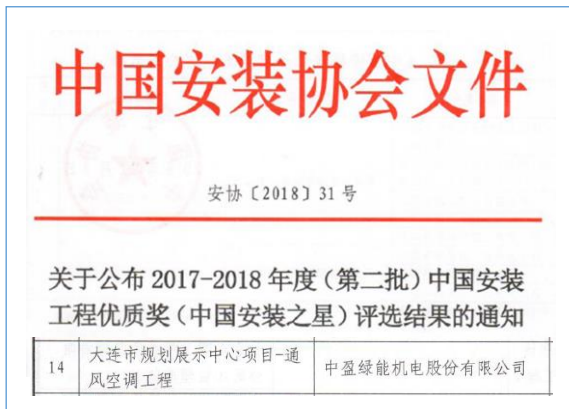 中国安装协会文件
安协〔2018〕31号
关于公布2017-2018年度（第二批）中国安装
工程优质奖（中国安装之星）评选结果的通知
14
大连市规划展示中心项目-通
风空调工程
中盈绿能机电股份有限公司